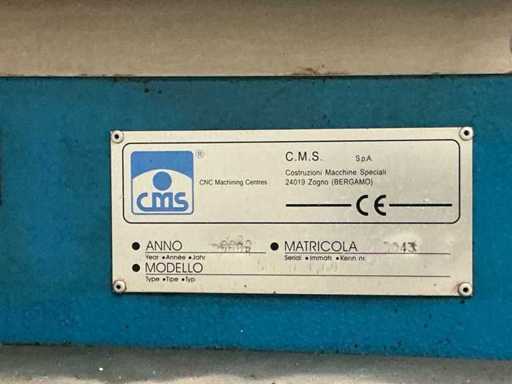 cms ®
CNC Machining Centres
C.M.S. S.p.A.
Costruzioni Macchine Speciali
24019 Zogno (BERGAMO)
CE
• ANNO • MATRICOLA
Year • Année • Jahr Serial • Immatr. • Kenn nr.
• MODELLO
Type • Tipe • Typ